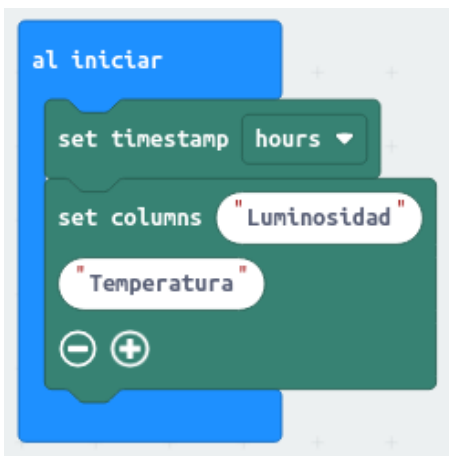 al iniciar
set timestamp hours
set columns "Luminosidad"
"Temperatura"